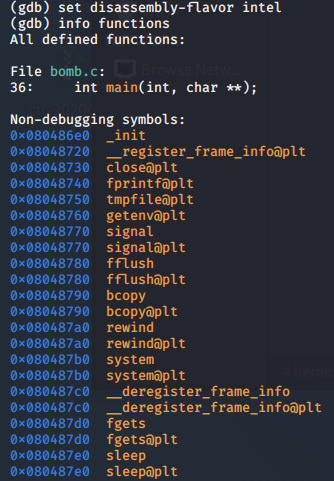 (gdb) set disassembly-flavor intel
(gdb) info functions
All defined functions:
File bomb.c:
36:     int main(int, char **);
Non-debugging symbols:
0x080486e0  _init
0x08048720  __register_frame_info@plt
0x08048730  close@plt
0x08048740  fprintf@plt
0x08048750  tmpfile@plt
0x08048760  getenv@plt
0x08048770  signal
0x08048770  signal@plt
0x08048780  fflush
0x08048780  fflush@plt
0x08048790  bcopy
0x08048790  bcopy@plt
0x080487a0  rewind
0x080487a0  rewind@plt
0x080487b0  system
0x080487b0  system@plt
0x080487c0  __deregister_frame_info
0x080487c0  __deregister_frame_info@plt
0x080487d0  fgets
0x080487d0  fgets@plt
0x080487e0  sleep
0x080487e0  sleep@plt